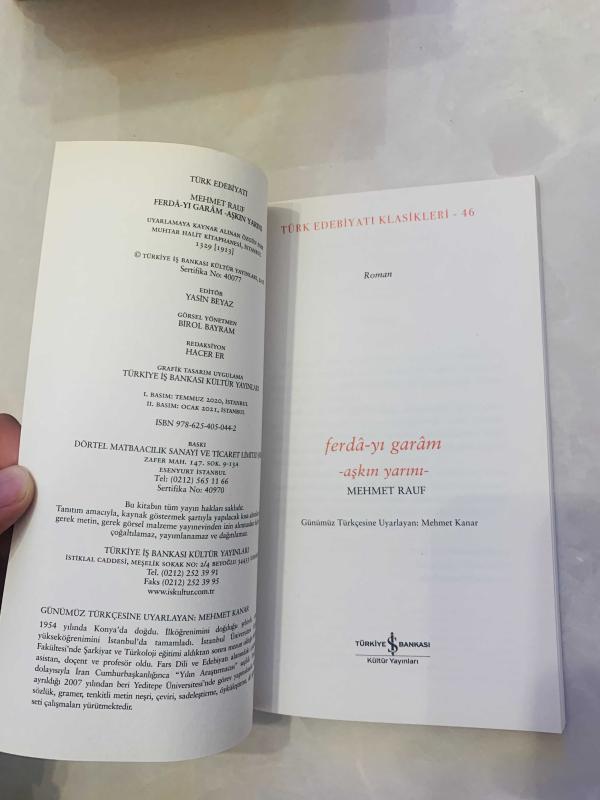 TÜRK EDEBİYATI
MEHMET RAUF
FERDÂ-YI GARÂM -AŞKIN YARINI-
UYARLAMAYA KAYNAK ALINAN ÖZGÜN
MUHTAR HALİT KİTAPHANESİ, İSTANBUL
1329 [1913]
© TÜRKİYE İŞ BANKASI KÜLTÜR YAYINLARI,
Sertifika No: 40077
EDİTÖR
YASİN BEYAZ
GÖRSEL YÖNETMEN
BİROL BAYRAM
REDAKSİYON
HACER ER
GRAFİK TASARIM UYGULAMA
TÜRKİYE İŞ BANKASI KÜLTÜR YAYINLARI
I. BASIM: TEMMUZ 2020, İSTANBUL
II. BASIM: OCAK 2021, İSTANBUL
ISBN 978-625-405-044-2
BASKI
DÖRTEL MATBAACILIK SANAYİ VE TİCARET LİMİTED
ZAFER MAH. 147. SOK. 9-13A
ESENYURT İSTANBUL
Tel: (0212) 565 11 66
Sertifika No: 40970
Bu kitabın tüm yayın hakları saklıdır.
Tanıtım amacıyla, kaynak göstermek şartıyla yapılacak kısa
gerek metin, gerek görsel malzeme yayınevinden izin alınmadan
çoğaltılamaz, yayımlanamaz ve dağıtılamaz.
TÜRKİYE İŞ BANKASI KÜLTÜR YAYINLARI
İSTİKLAL CADDESİ, MEŞELİK SOKAK NO: 2/4 BEYOĞLU 34433
Tel. (0212) 252 39 91
Faks (0212) 252 39 95
www.iskultur.com.tr
GÜNÜMÜZ TÜRKÇESİNE UYARLAYAN: MEHMET KANAR
1954 yılında Konya'da doğdu. İlköğrenimini doğduğu
yükseköğrenimini İstanbul'da tamamladı. İstanbul Üniversitesi
Fakültesi'nde Şarkiyat ve Türkoloji eğitimi aldıktan sonra
asistan, doçent ve profesör oldu. Fars Dili ve Edebiyatı
dolayısıyla İran Cumhurbaşkanlığınca "Yılın Araştırmacısı"
ayrıldığı 2007 yılından beri Yeditepe Üniversitesi'nde görev
sözlük, gramer, tenkitli metin neşri, çeviri, sadeleştirme,
seti çalışmaları yürütmektedir.
TÜRK EDEBİYATI KLASİKLERİ - 46
Roman
ferdâ-yı garâm
-aşkın yarını-
MEHMET RAUF
Günümüz Türkçesine Uyarlayan: Mehmet Kanar
TÜRKİYE İŞ BANKASI
Kültür Yayınları